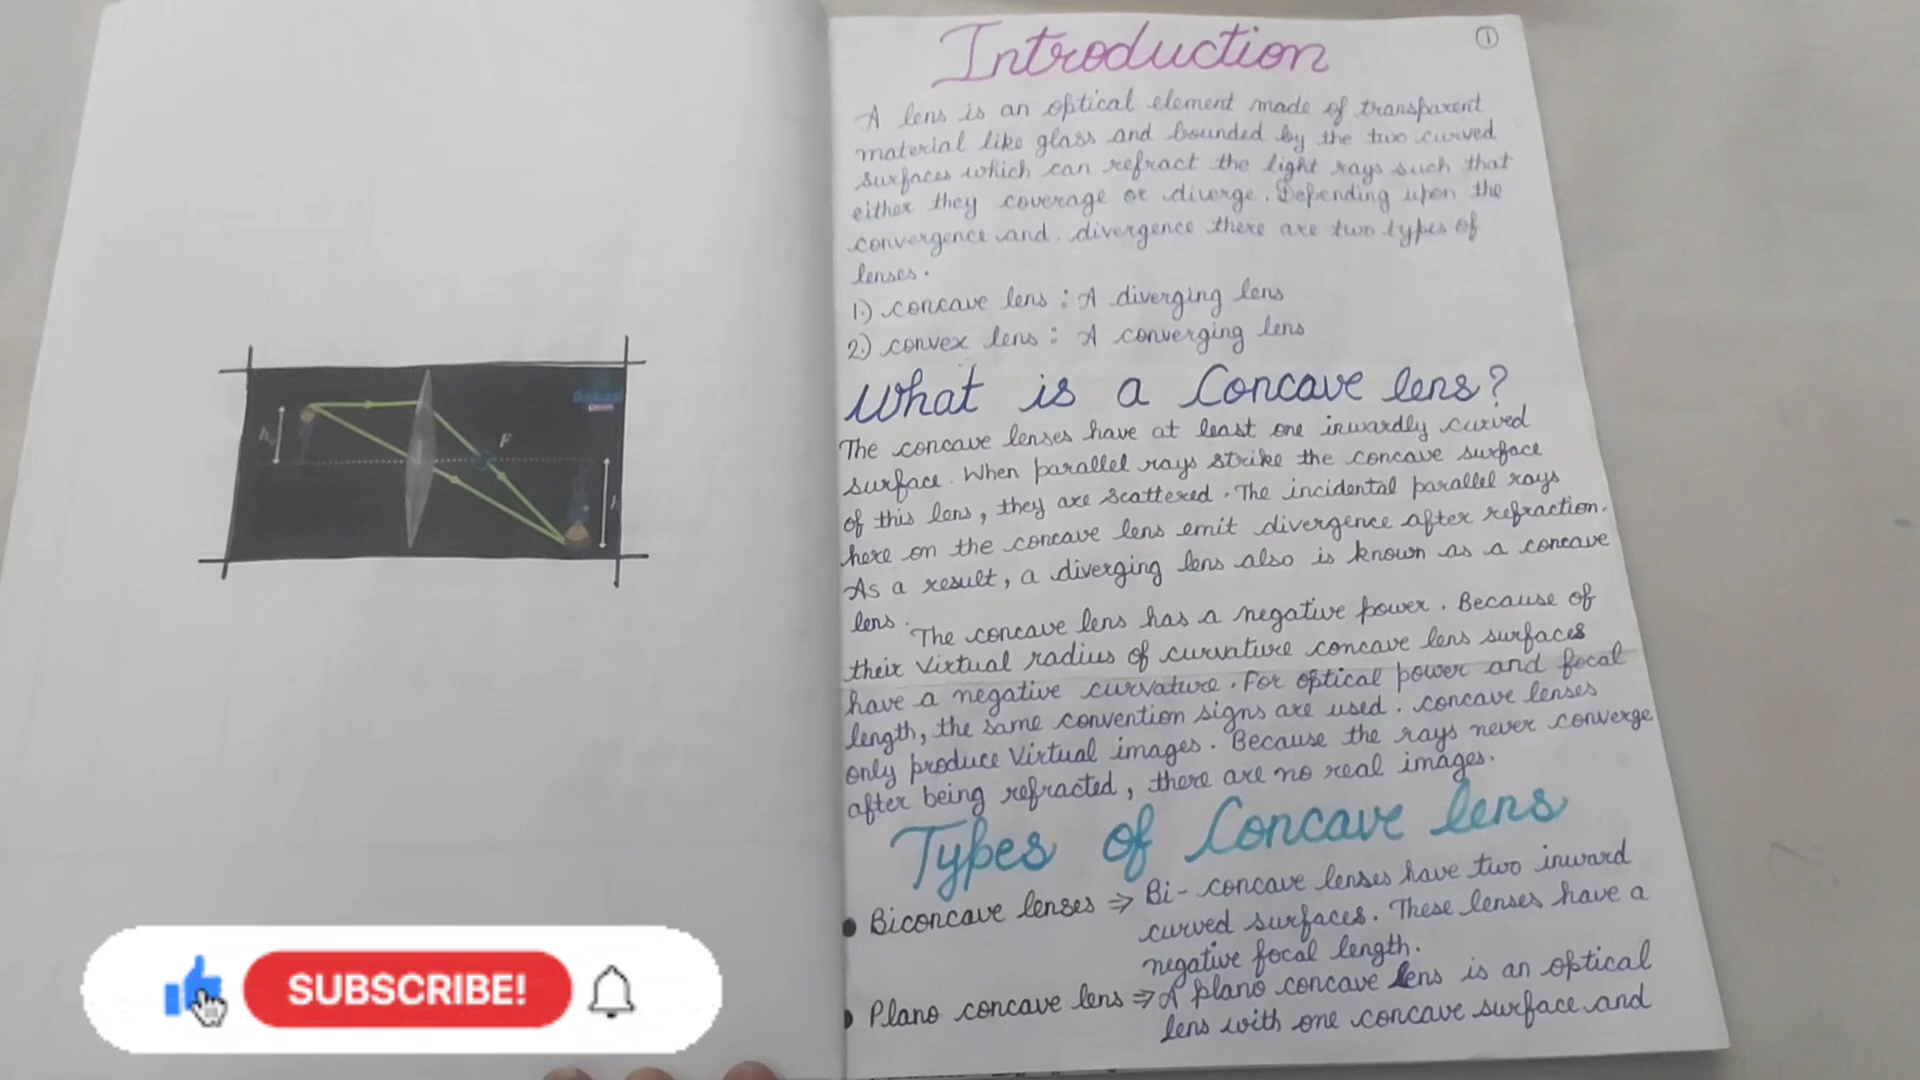 Introduction
1
A lens is an optical element made of transparent
material like glass and bounded by the two curved
surfaces which can refract the light rays such that
either they coverage or diverge. Depending upon the
convergence and. divergence there are two types of
lenses.
1.) concave lens : A diverging lens
2.) convex lens : A converging lens
What is a Concave lens?
The concave lenses have at least one inwardly curved
surface. When parallel rays strike the concave surface
of this lens, they are scattered. The incidental parallel rays
here on the concave lens emit divergence after refraction.
As a result, a diverging lens also is known as a concave
lens.
The concave lens has a negative power. Because of
their virtual radius of curvature concave lens surfaces
have a negative curvature. For optical power and focal
length, the same convention signs are used. concave lenses
only produce virtual images. Because the rays never converge
after being refracted, there are no real images.
Types of Concave lens
• Biconcave lenses ⇒ Bi-concave lenses have two inward
curved surfaces. These lenses have a
negative focal length.
• Plano concave lens ⇒ A plano concave lens is an optical
lens with one concave surface and
h
F
SUBSCRIBE!